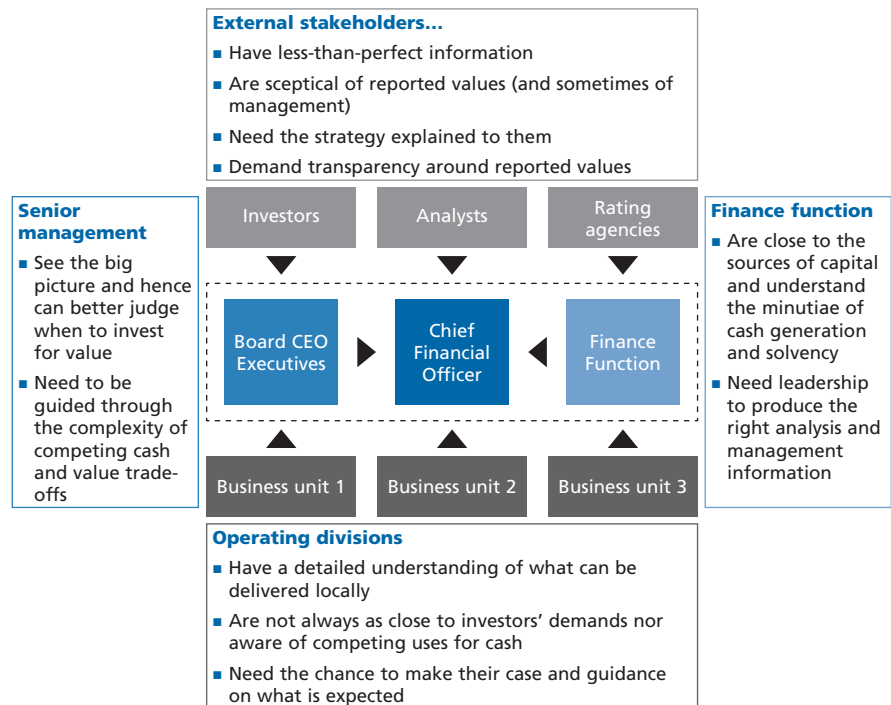 External stakeholders...
▪ Have less-than-perfect information
▪ Are sceptical of reported values (and sometimes of
management)
▪ Need the strategy explained to them
▪ Demand transparency around reported values
Senior
management
▪ See the big
picture and hence
can better judge
when to invest
for value
▪ Need to be
guided through
the complexity of
competing cash
and value trade-
offs
Investors
Analysts
Rating
agencies
Board CEO
Executives
Chief
Financial
Officer
Finance
Function
Business unit 1
Business unit 2
Business unit 3
Finance function
▪ Are close to the
sources of capital
and understand
the minutiae of
cash generation
and solvency
▪ Need leadership
to produce the
right analysis and
management
information
Operating divisions
▪ Have a detailed understanding of what can be
delivered locally
▪ Are not always as close to investors’ demands nor
aware of competing uses for cash
▪ Need the chance to make their case and guidance
on what is expected